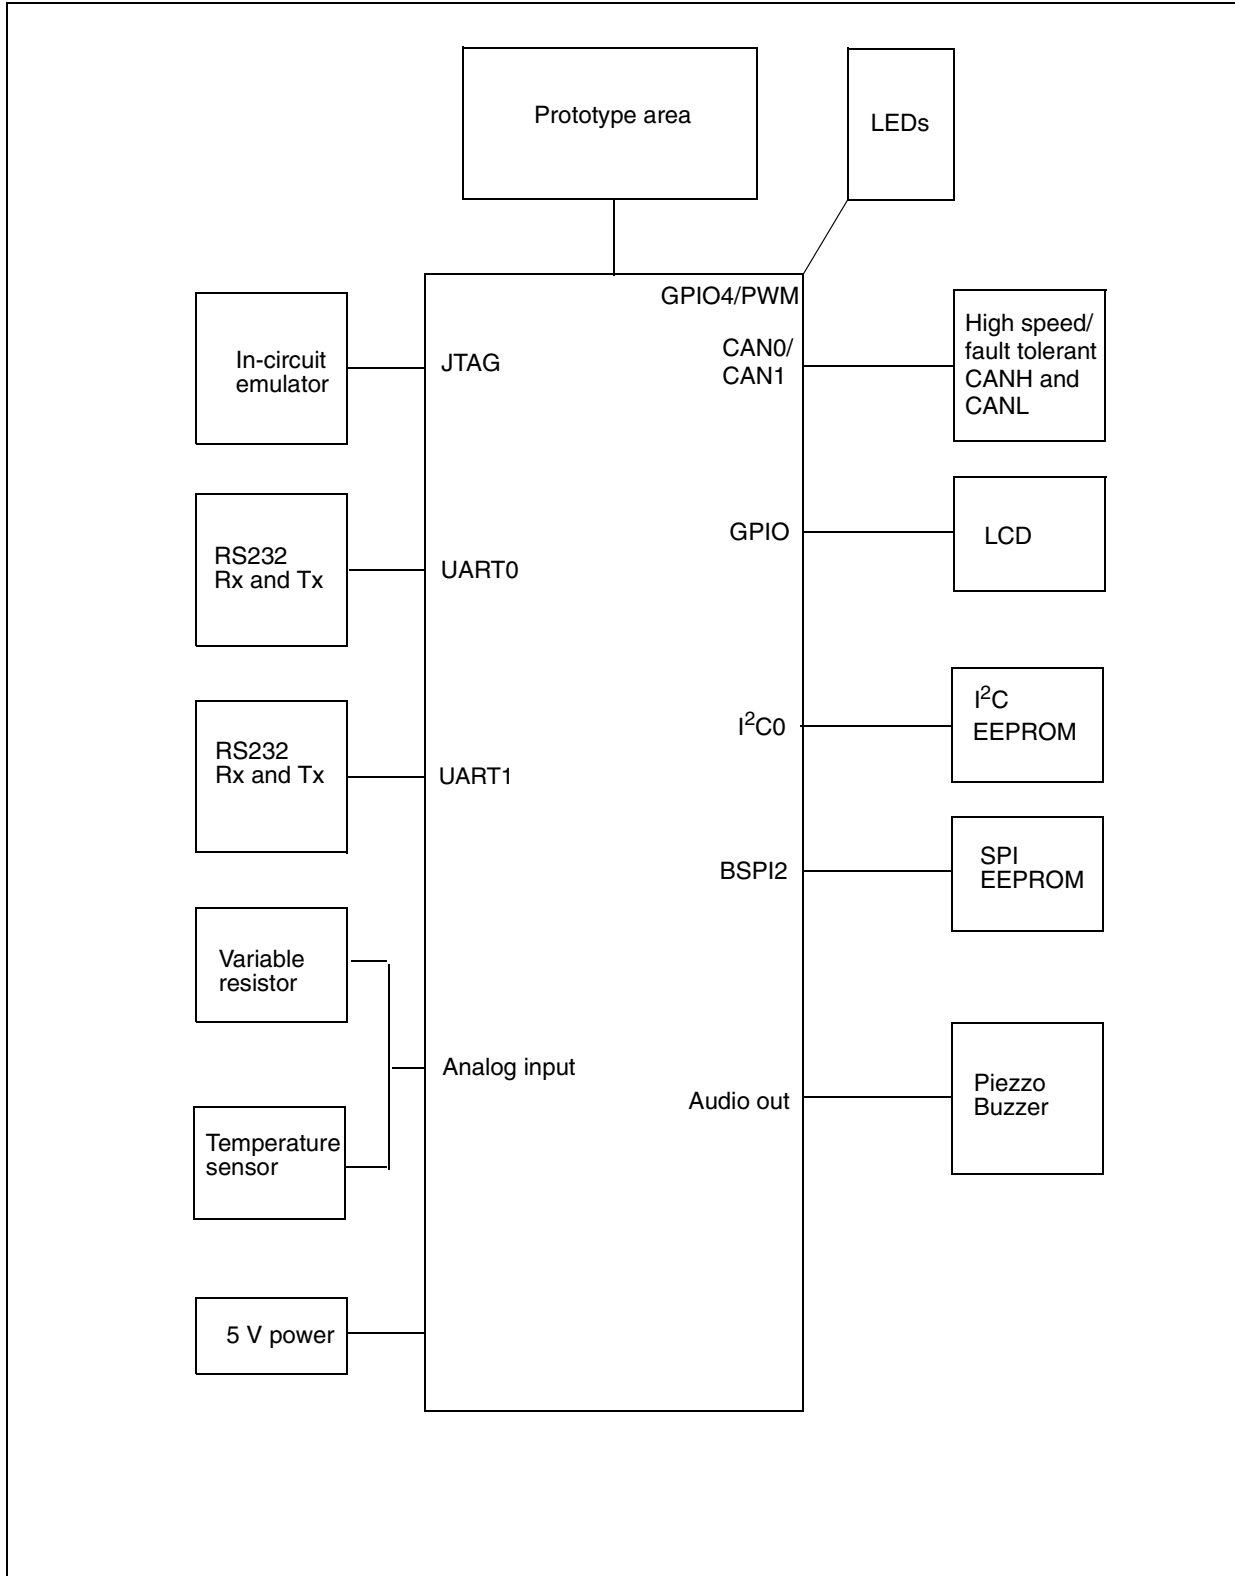 Prototype area
LEDs
GPIO4/PWM
In-circuit
emulator
JTAG
CAN0/
CAN1
High speed/
fault tolerant
CANH and
CANL
RS232
Rx and Tx
UART0
GPIO
LCD
RS232
Rx and Tx
UART1
I²C0
I²C
EEPROM
BSPI2
SPI
EEPROM
Variable
resistor
Analog input
Temperature
sensor
Audio out
Piezzo
Buzzer
5 V power